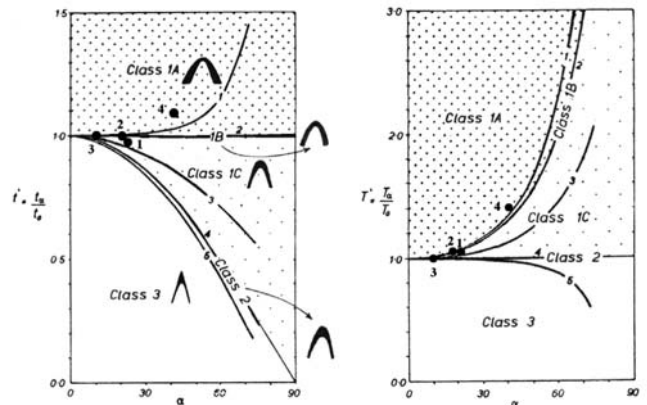 1·5
Class 1A
4
1
1·0
2
1B
2
3
1
Class 1C
t' = tα/t₀
3
0·5
4
5
Class 2
Class 3
0·0
0
30
60
90
α
3·0
1
2
Class 1B
Class 1A
2·0
T' = Tα/T₀
3
4
Class 1C
2
1
1·0
3
4
Class 2
5
Class 3
0·0
0
30
60
90
α